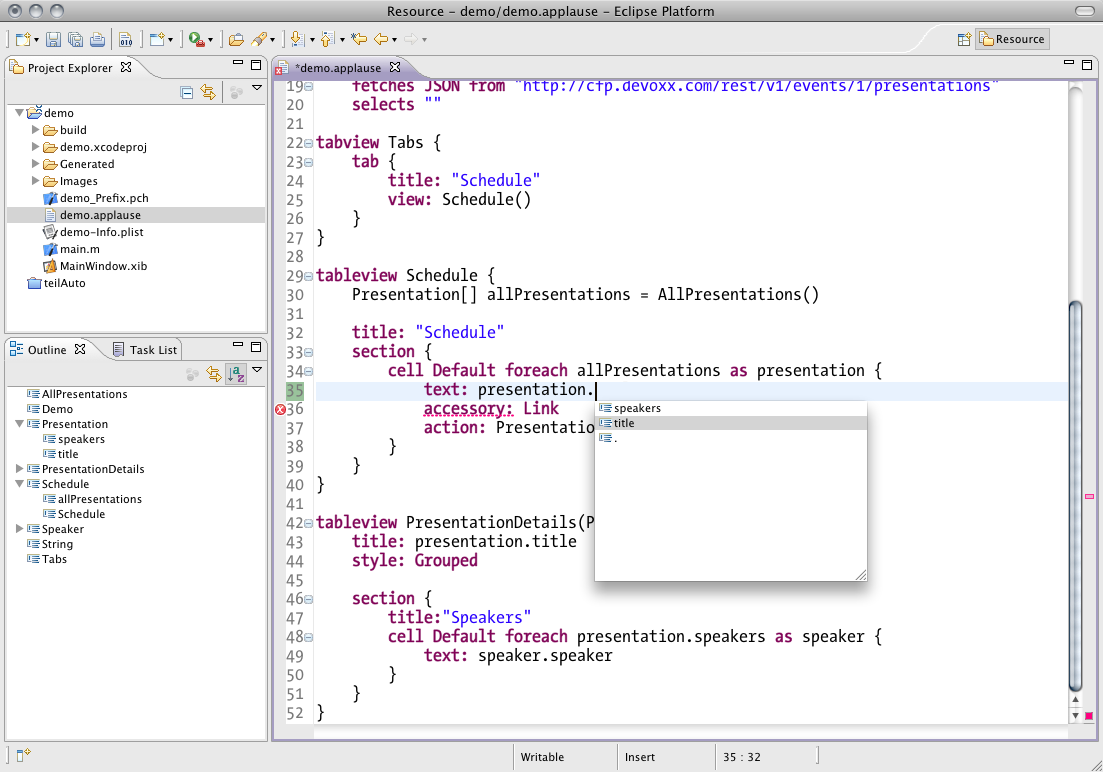 Resource - demo/demo.applause - Eclipse Platform
Resource
Project Explorer
demo
build
demo.xcodeproj
Generated
Images
demo_Prefix.pch
demo.applause
demo-Info.plist
main.m
MainWindow.xib
teilAuto
Outline
Task List
AllPresentations
Demo
Presentation
speakers
title
PresentationDetails
Schedule
allPresentations
Schedule
Speaker
String
Tabs
*demo.applause
19 fetches JSON from "http://cfp.devoxx.com/rest/v1/events/1/presentations"
20 selects ""
21
22 tabview Tabs {
23 tab {
24 title: "Schedule"
25 view: Schedule()
26 }
27 }
28
29 tableview Schedule {
30 Presentation[] allPresentations = AllPresentations()
31
32 title: "Schedule"
33 section {
34 cell Default foreach allPresentations as presentation {
35 text: presentation.
36 accessory: Link
37 action: Presentatio
38 }
39 }
40 }
41
42 tableview PresentationDetails(P
43 title: presentation.title
44 style: Grouped
45
46 section {
47 title:"Speakers"
48 cell Default foreach presentation.speakers as speaker {
49 text: speaker.speaker
50 }
51 }
52 }
speakers
title
.
Writable
Insert
35 : 32